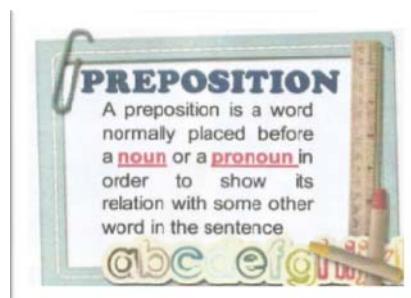 PREPOSITION
A preposition is a word
normally placed before
a noun or a pronoun in
order to show its
relation with some other
word in the sentence
abcdefghij